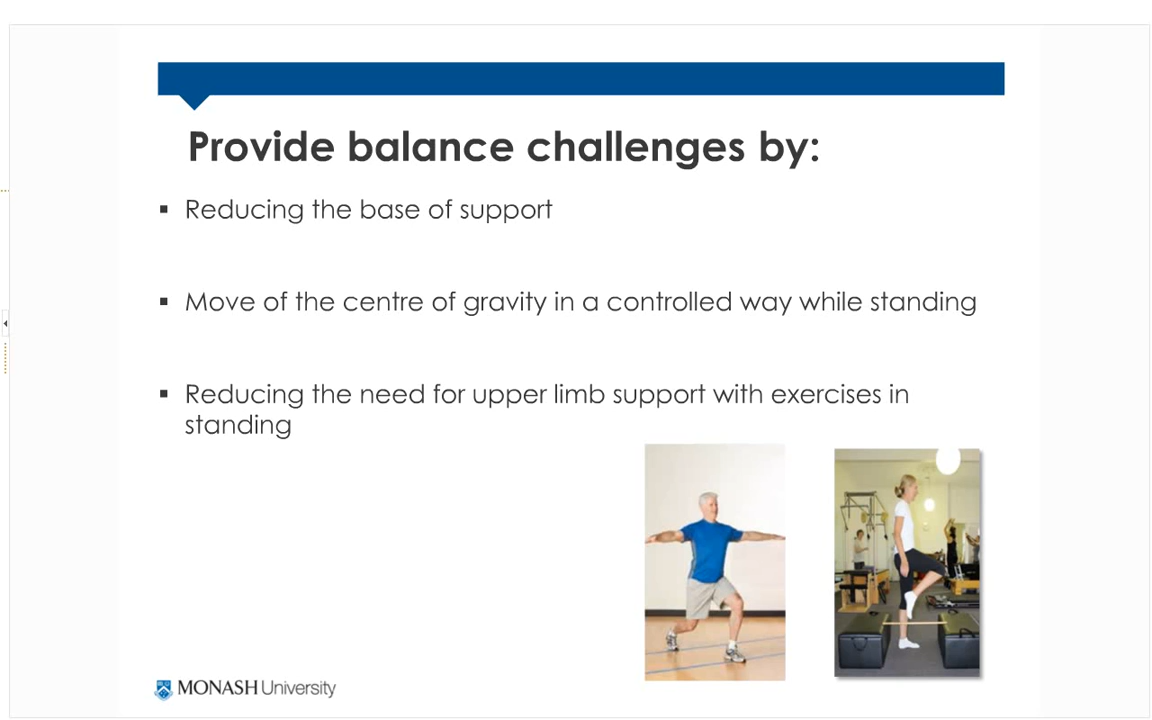 Provide balance challenges by:
▪ Reducing the base of support
▪ Move of the centre of gravity in a controlled way while standing
▪ Reducing the need for upper limb support with exercises in
standing
MONASH University